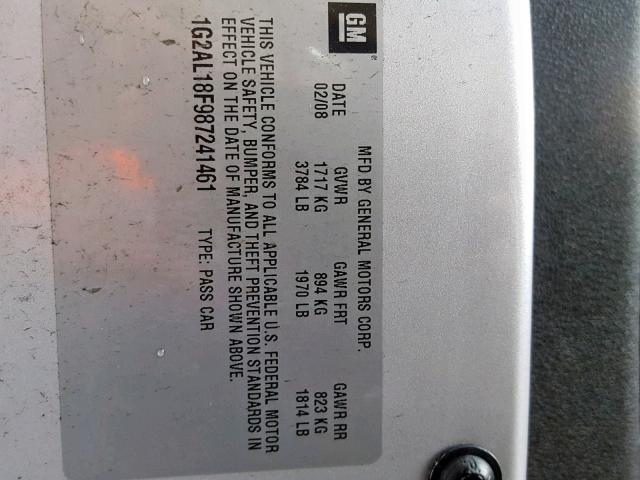 GM
MFD BY GENERAL MOTORS CORP.
DATE GVWR GAWR FRT GAWR RR
02/08 1717 KG 894 KG 823 KG
3784 LB 1970 LB 1814 LB
THIS VEHICLE CONFORMS TO ALL APPLICABLE U.S. FEDERAL MOTOR
VEHICLE SAFETY, BUMPER, AND THEFT PREVENTION STANDARDS IN
EFFECT ON THE DATE OF MANUFACTURE SHOWN ABOVE.
1G2AL18F987241461 TYPE: PASS CAR